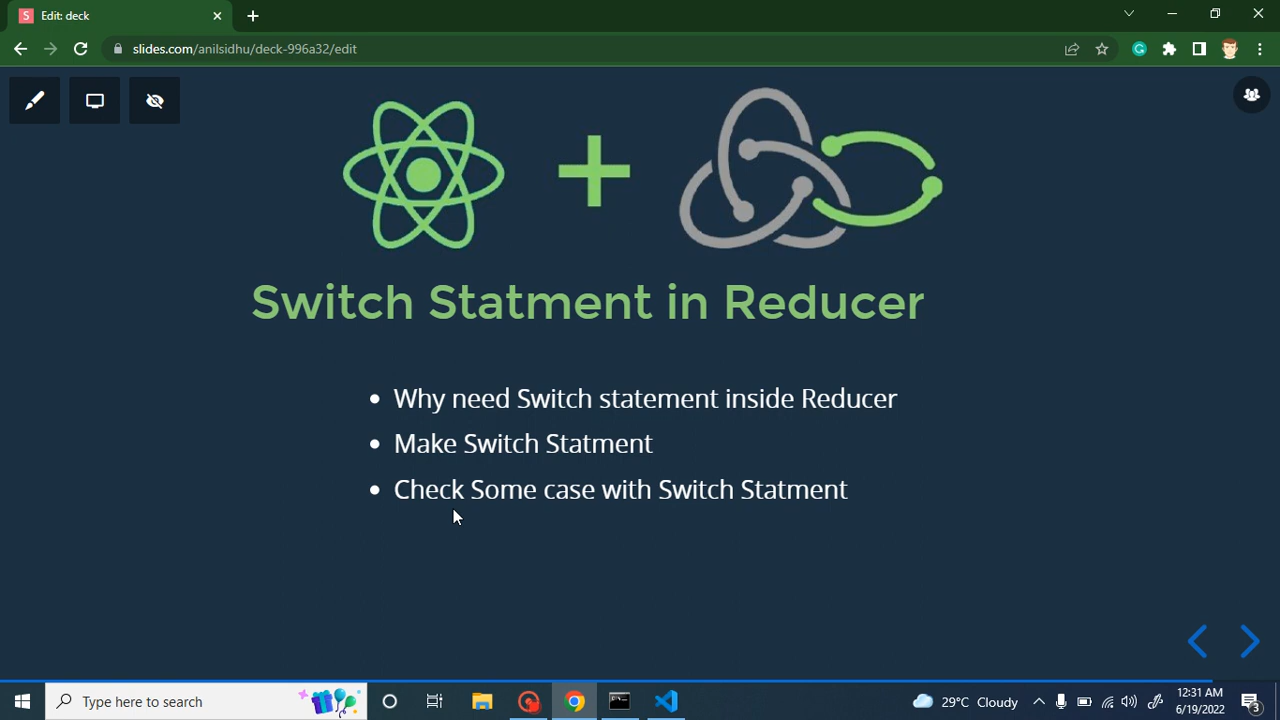 Edit: deck
slides.com/anilsidhu/deck-996a32/edit
Switch Statment in Reducer
Why need Switch statement inside Reducer
Make Switch Statment
Check Some case with Switch Statment
Type here to search
29°C Cloudy
12:31 AM
6/19/2022
3